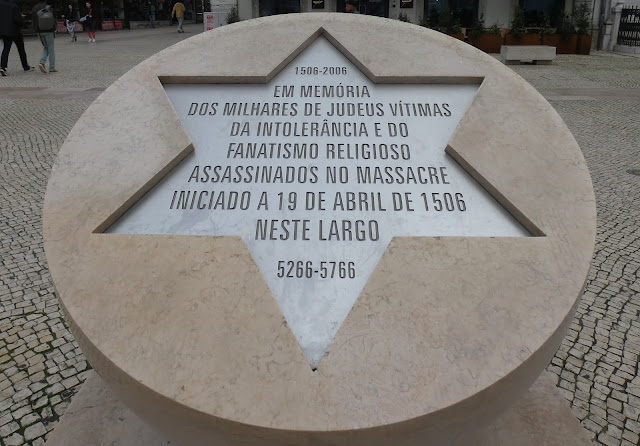 1506-2006
EM MEMÓRIA
DOS MILHARES DE JUDEUS VÍTIMAS
DA INTOLERÂNCIA E DO
FANATISMO RELIGIOSO
ASSASSINADOS NO MASSACRE
INICIADO A 19 DE ABRIL DE 1506
NESTE LARGO
5266-5766